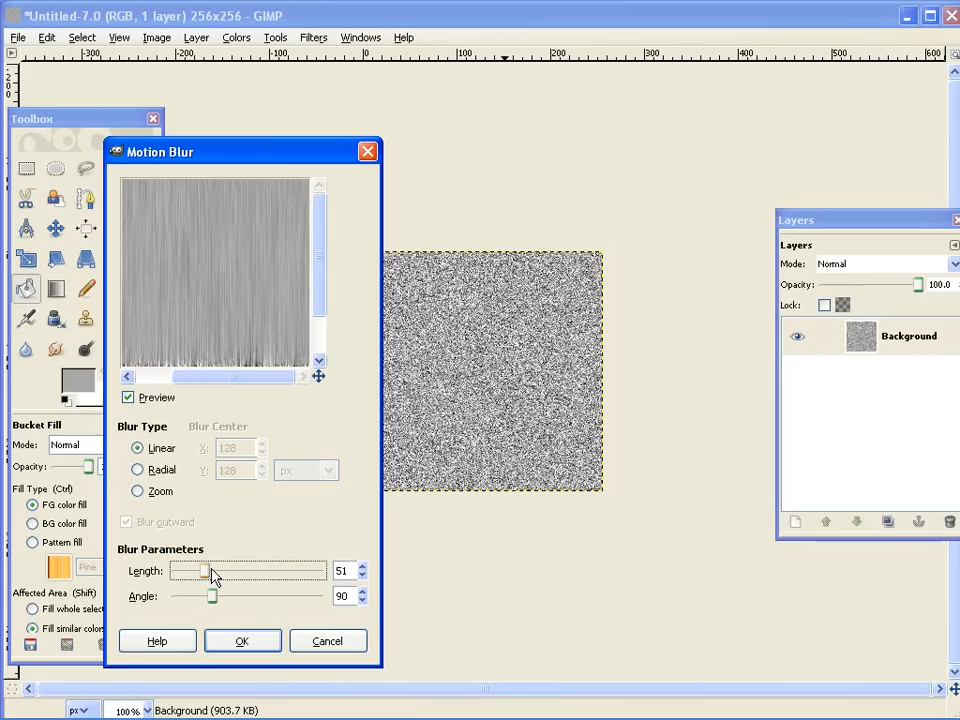 *Untitled-7.0 (RGB, 1 layer) 256x256 - GIMP
File Edit Select View Image Layer Colors Tools Filters Windows Help
-300 -200 -100 0 100 200 300 400 500 600
-200
Toolbox
Motion Blur
Preview
Blur Type Blur Center
Linear X: 128
Radial Y: 128 px
Zoom
Blur outward
Blur Parameters
Length: 51
Angle: 90
Help OK Cancel
Bucket Fill
Mode: Normal
Opacity:
Fill Type (Ctrl)
FG color fill
BG color fill
Pattern fill
Pine
Affected Area (Shift)
Fill whole selec
Fill similar colors
Layers
Layers
Mode: Normal
Opacity: 100.0
Lock:
Background
px 100% Background (903.7 KB)